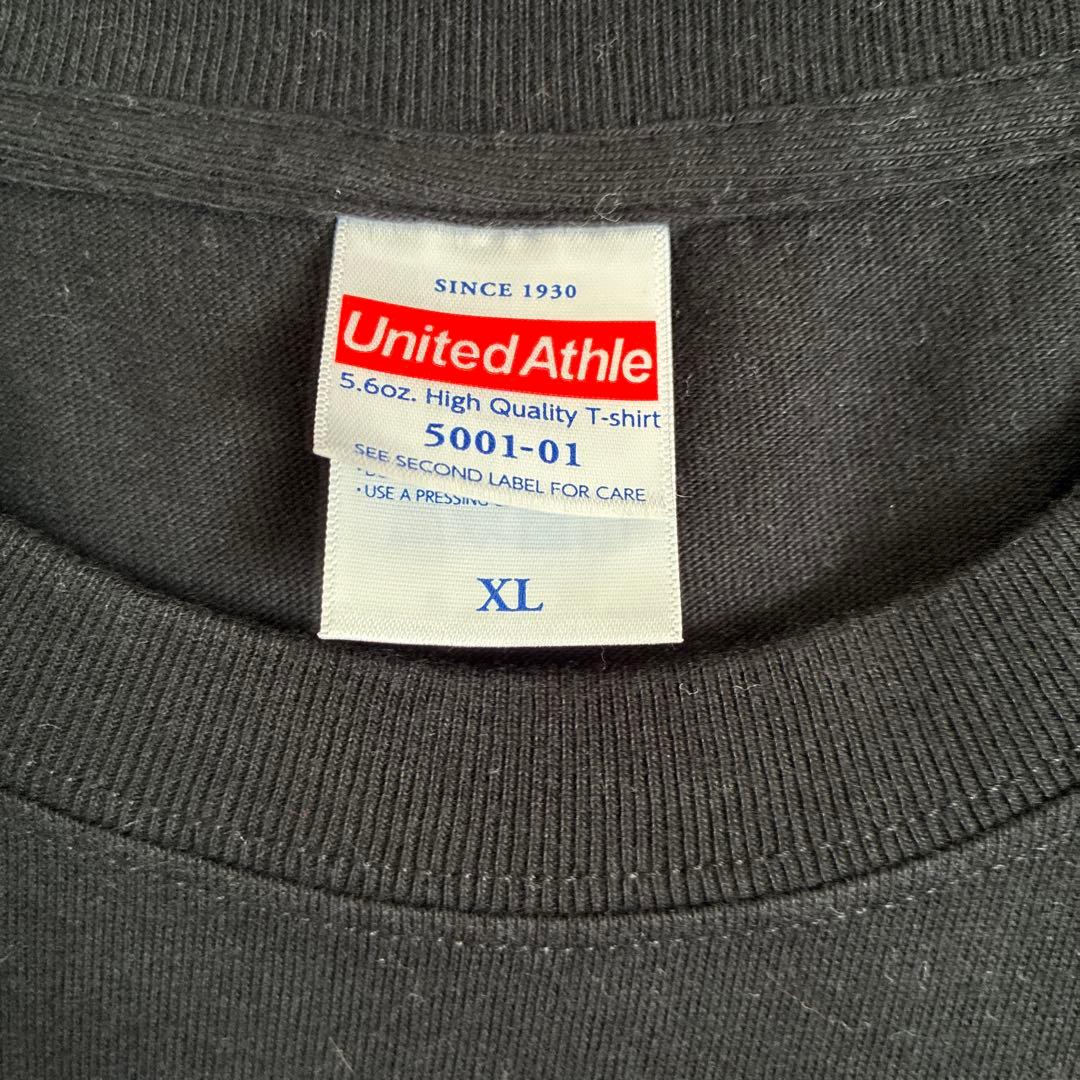 SINCE 1930
United Athle
5.6oz. High Quality T-shirt
5001-01
SEE SECOND LABEL FOR CARE
・USE A PRESSING
XL